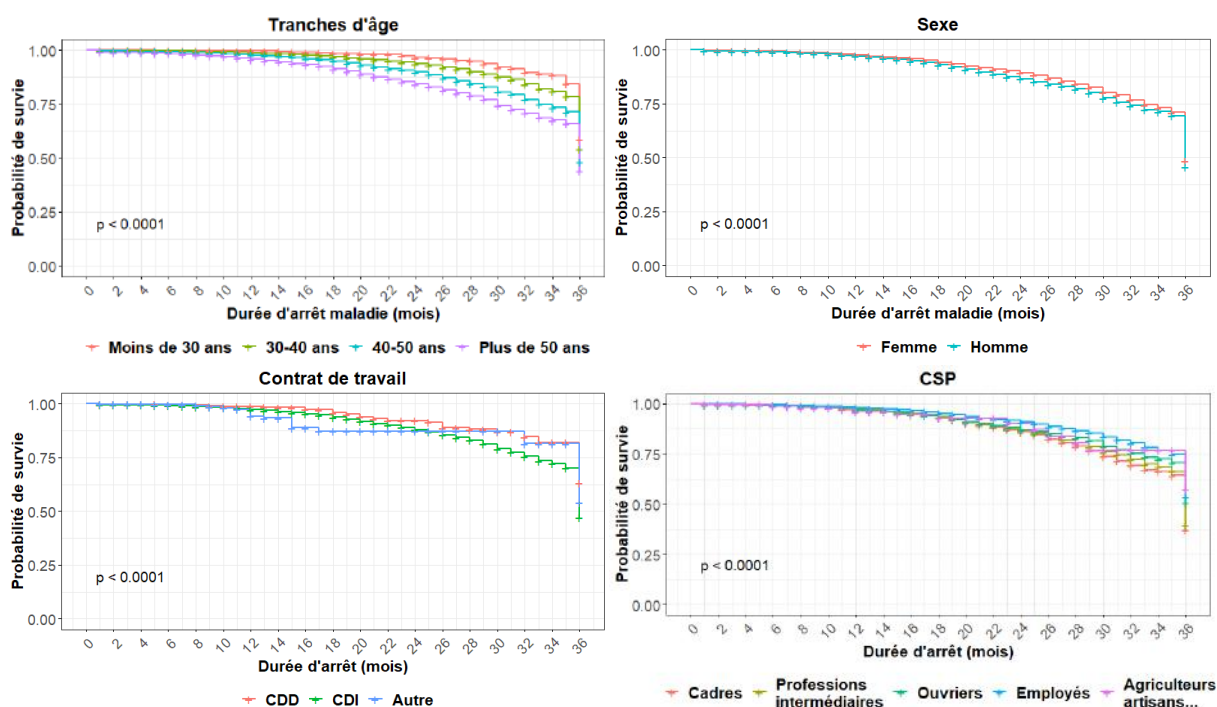 Tranches d'âge
Probabilité de survie
1.00
0.75
0.50
0.25
0.00
p < 0.0001
0 2 4 6 8 10 12 14 16 18 20 22 24 26 28 30 32 34 36
Durée d'arrêt maladie (mois)
Moins de 30 ans 30-40 ans 40-50 ans Plus de 50 ans
Sexe
Probabilité de survie
1.00
0.75
0.50
0.25
0.00
p < 0.0001
0 2 4 6 8 10 12 14 16 18 20 22 24 26 28 30 32 34 36
Durée d'arrêt maladie (mois)
Femme Homme
Contrat de travail
Probabilité de survie
1.00
0.75
0.50
0.25
0.00
p < 0.0001
0 2 4 6 8 10 12 14 16 18 20 22 24 26 28 30 32 34 36
Durée d'arrêt (mois)
CDD CDI Autre
CSP
Probabilité de survie
1.00
0.75
0.50
0.25
0.00
p < 0.0001
0 2 4 6 8 10 12 14 16 18 20 22 24 26 28 30 32 34 36
Durée d'arrêt (mois)
Cadres Professions intermédiaires Ouvriers Employés Agriculteurs artisans...